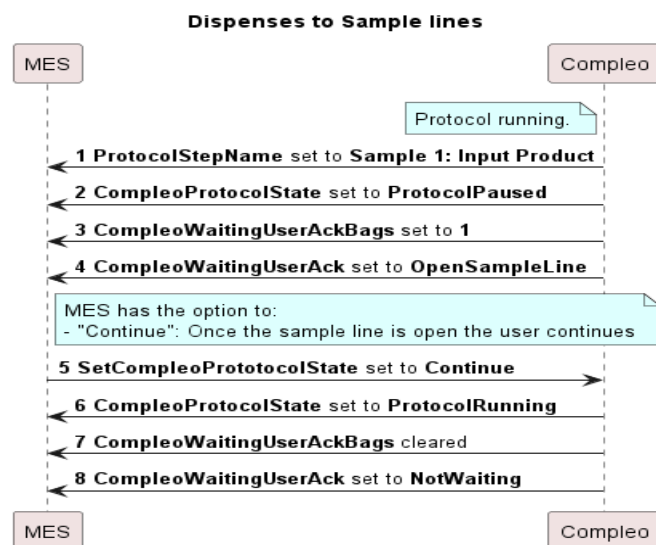 Dispenses to Sample lines
MES
Compleo
Protocol running.
1 ProtocolStepName set to Sample 1: Input Product
2 CompleoProtocolState set to ProtocolPaused
3 CompleoWaitingUserAckBags set to 1
4 CompleoWaitingUserAck set to OpenSampleLine
MES has the option to:
- "Continue": Once the sample line is open the user continues
5 SetCompleoPrototocolState set to Continue
6 CompleoProtocolState set to ProtocolRunning
7 CompleoWaitingUserAckBags cleared
8 CompleoWaitingUserAck set to NotWaiting
MES
Compleo